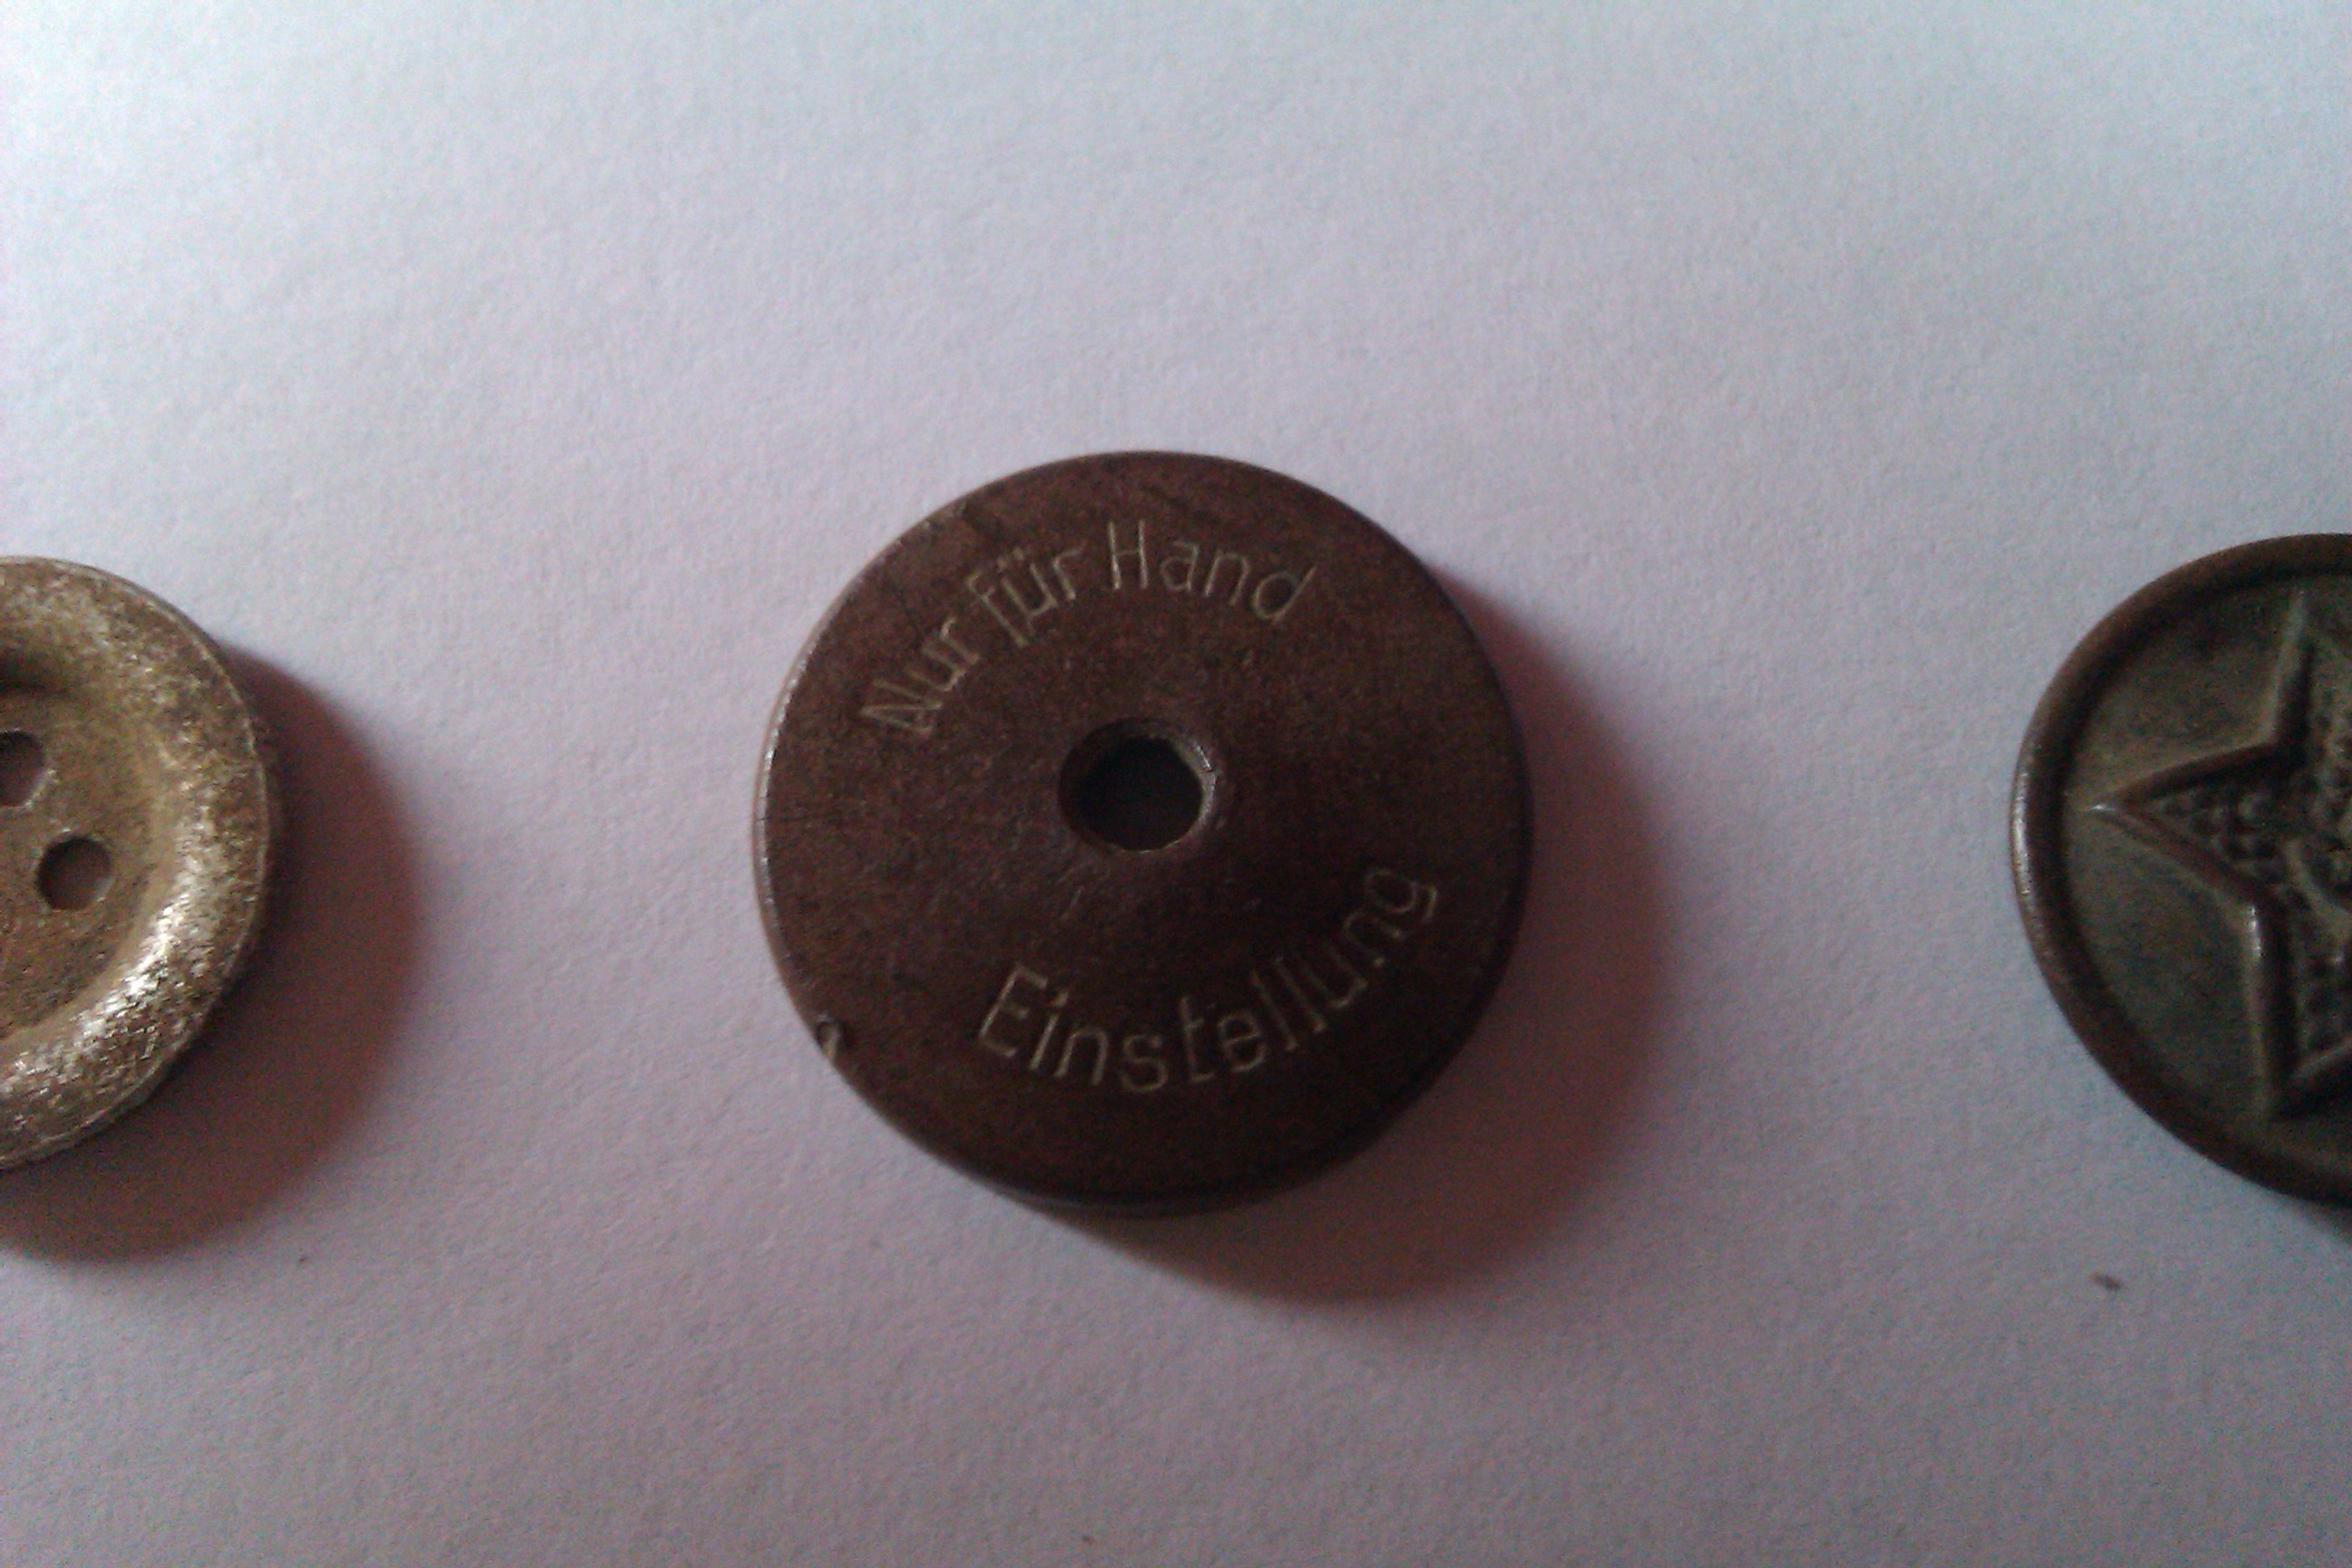 Nur für Hand
Einstellung